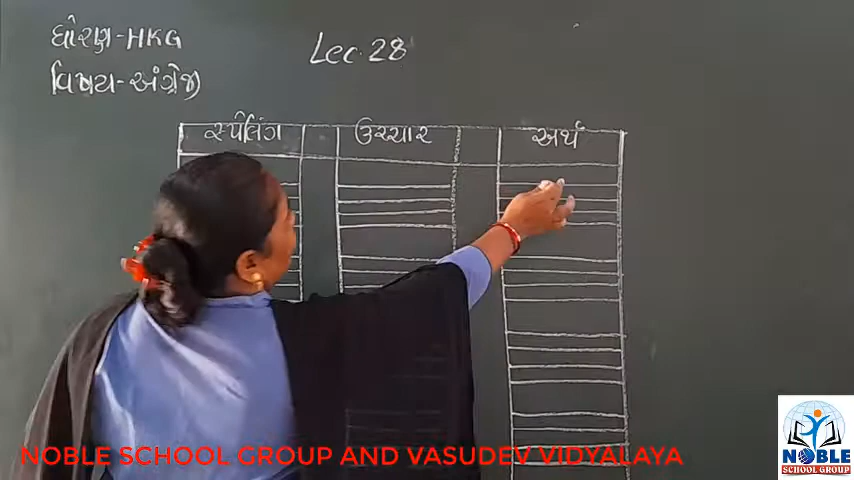 ધોરણ-HKG
Lec. 28
વિષય-અંગ્રેજી
સ્પેલિંગ ઉચ્ચાર અર્થ
NOBLE SCHOOL GROUP AND VASUDEV VIDYALAYA
NOBLE
SCHOOL GROUP